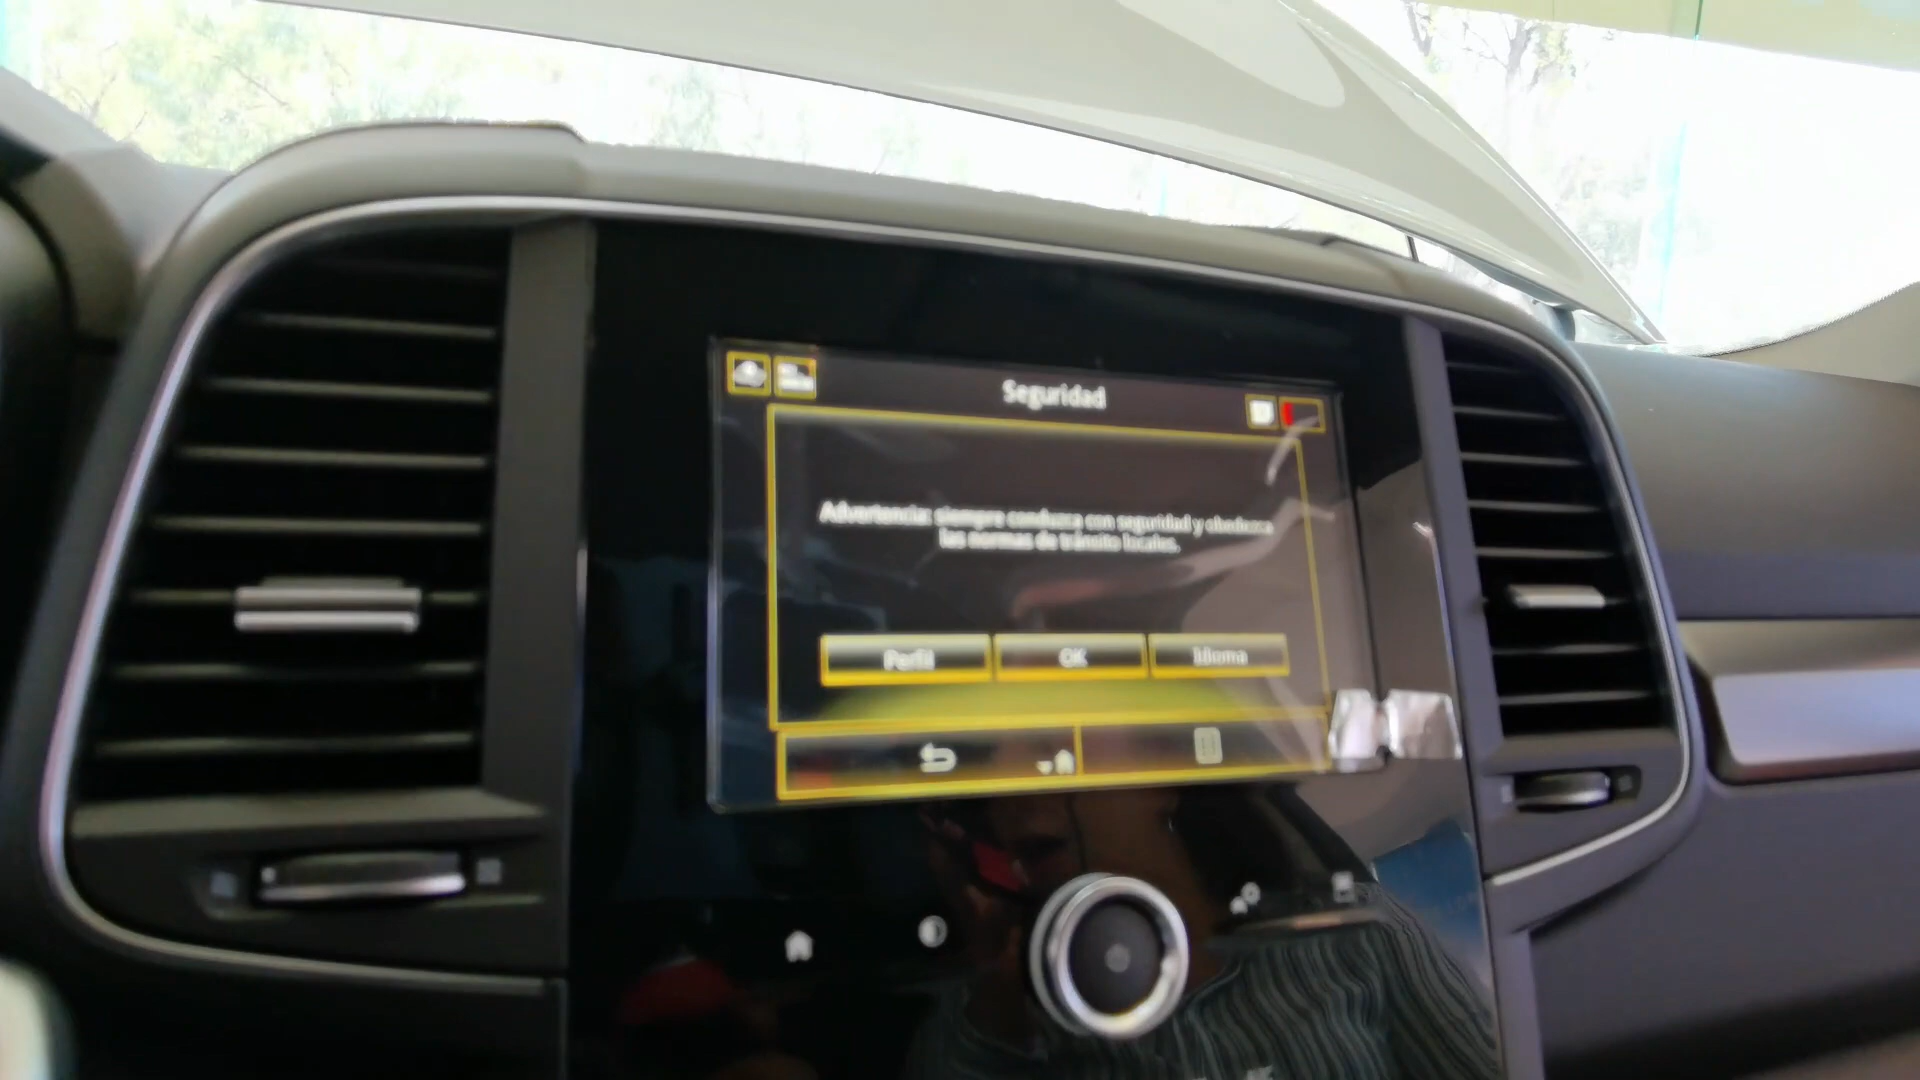 Seguridad
Advertencia: siempre conduzca con seguridad y obedezca
las normas de tránsito locales.
Perfil
OK
Idioma